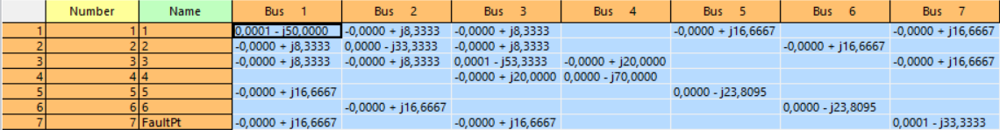 Number Name Bus 1 Bus 2 Bus 3 Bus 4 Bus 5 Bus 6 Bus 7
1 1 1 0,0001 - j50,0000 -0,0000 + j8,3333 -0,0000 + j8,3333 -0,0000 + j16,6667 -0,0000 + j16,6667
2 2 2 -0,0000 + j8,3333 0,0000 - j33,3333 -0,0000 + j8,3333 -0,0000 + j16,6667
3 3 3 -0,0000 + j8,3333 -0,0000 + j8,3333 0,0001 - j53,3333 -0,0000 + j20,0000 -0,0000 + j16,6667
4 4 4 -0,0000 + j20,0000 0,0000 - j70,0000
5 5 5 -0,0000 + j16,6667 0,0000 - j23,8095
6 6 6 -0,0000 + j16,6667 0,0000 - j23,8095
7 7 FaultPt -0,0000 + j16,6667 -0,0000 + j16,6667 0,0001 - j33,3333